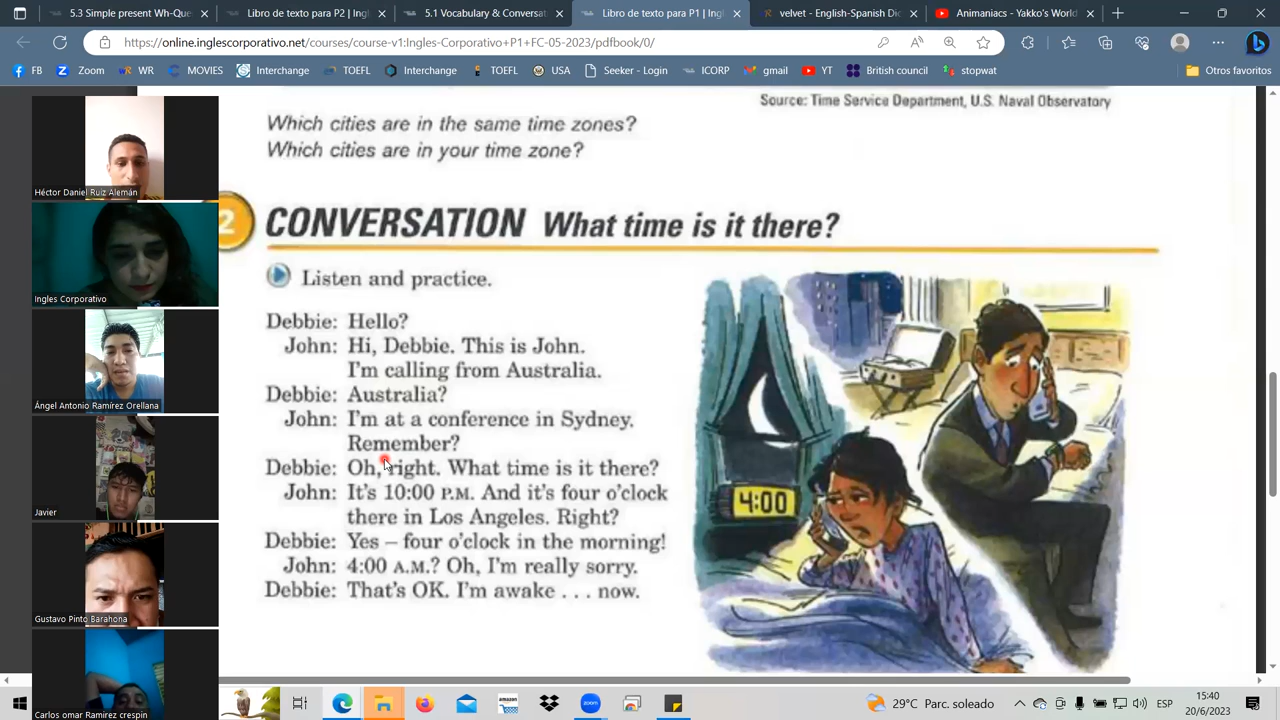 5.1 Simple present WH-Ques
Libro de texto para P2 | Ingl
5.1 Vocabulary & Conversat
Libro de texto para P1 | Ingl
velvet - English-Spanish Dic
Animaniacs - Yakko's World
https://online.inglescorporativo.net/courses/course-v1:Ingles-Corporativo+P1+FC-05-2023/pdfbook/0/
FB Zoom WR MOVIES Interchange TOEFL Interchange TOEFL USA Seeker - Login ICORP gmail YT British council stopwat Otros favoritos
Source: Time Service Department, U.S. Naval Observatory
Which cities are in the same time zones?
Which cities are in your time zone?
2 CONVERSATION What time is it there?
Listen and practice.
Debbie: Hello?
John: Hi, Debbie. This is John.
I'm calling from Australia.
Debbie: Australia?
John: I'm at a conference in Sydney.
Remember?
Debbie: Oh, right. What time is it there?
John: It's 10:00 P.M. And it's four o'clock
there in Los Angeles. Right?
Debbie: Yes – four o'clock in the morning!
John: 4:00 A.M.? Oh, I'm really sorry.
Debbie: That's OK. I'm awake . . . now.
4:00
Héctor Daniel Ruiz Alemán
Ingles Corporativo
Ángel Antonio Ramírez Orellana
Javier
Gustavo Pinto Barahona
Carlos omar Ramirez crespin
29°C Parc. soleado
ESP
15:40
20/6/2023